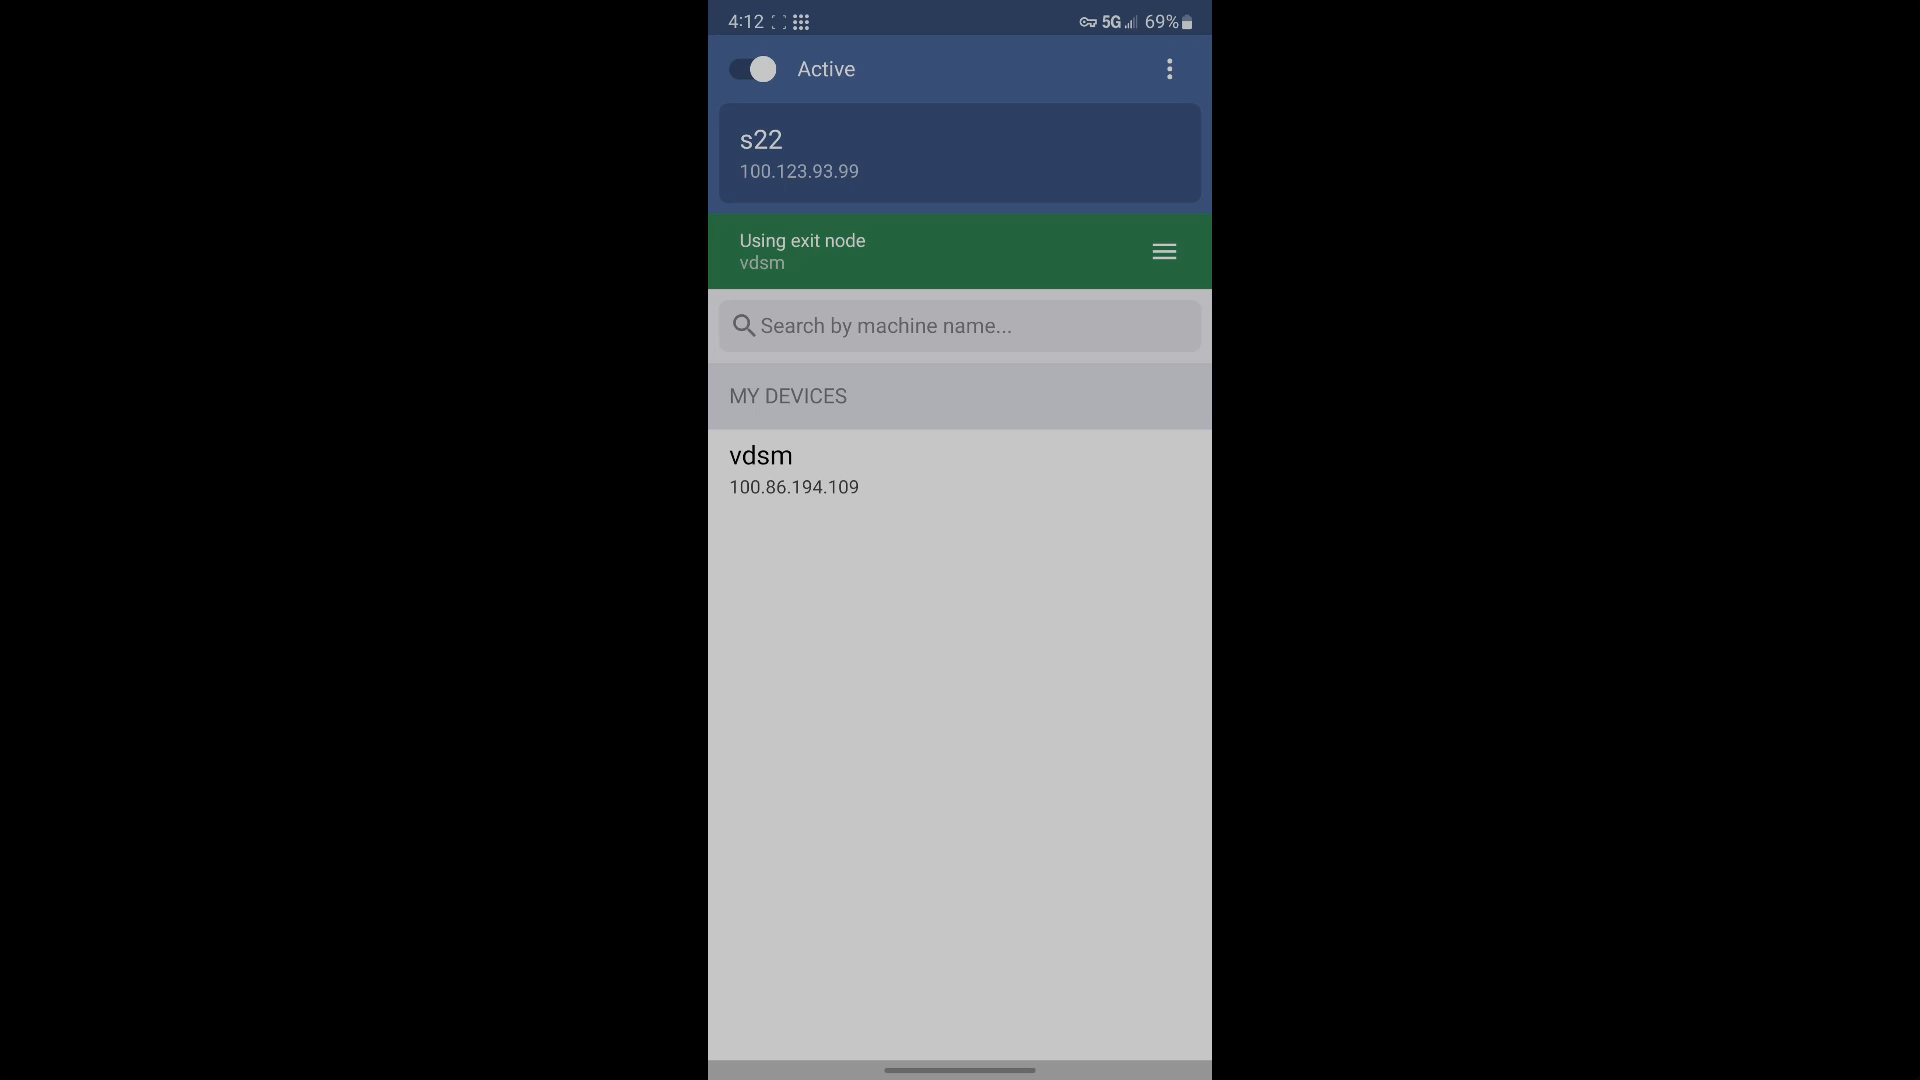 4:12 5G 69%
Active
s22
100.123.93.99
Using exit node
vdsm
Search by machine name...
MY DEVICES
vdsm
100.86.194.109